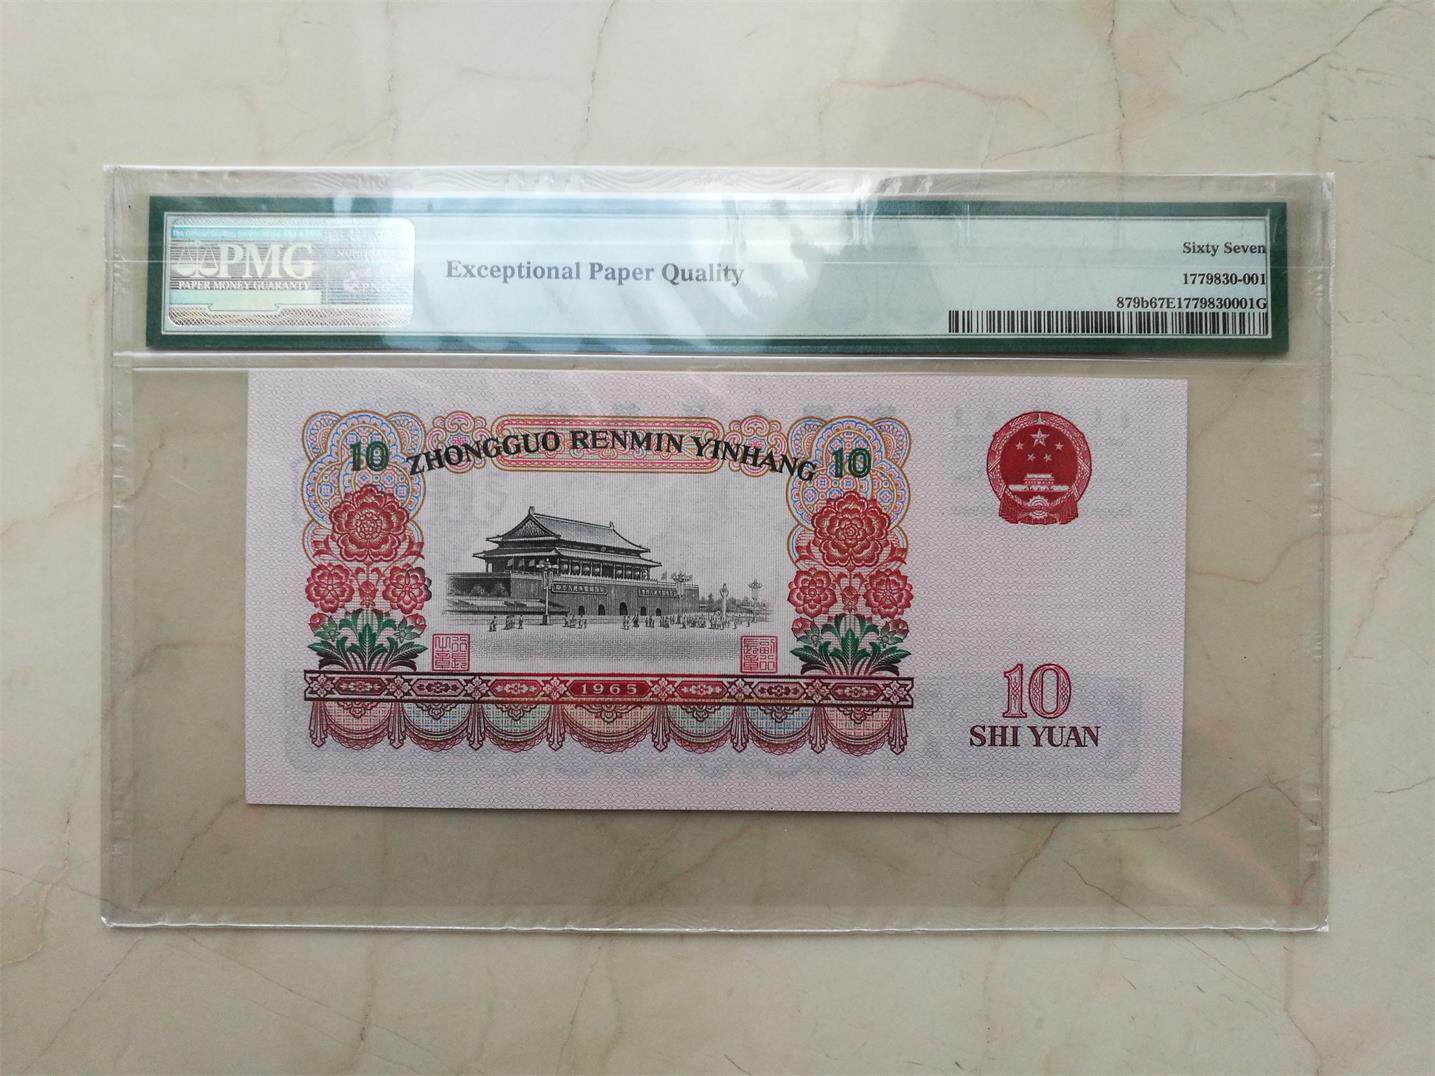 PMG
PAPER MONEY GUARANTY
Exceptional Paper Quality
Sixty Seven
1779830-001
879b67E1779830001G
10
ZHONGGUO RENMIN YINHANG
10
1965
10
SHI YUAN